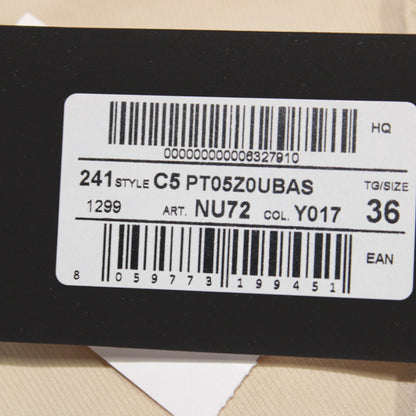 HQ
000000000006327910
241 STYLE C5 PT05Z0UBAS TG/SIZE
1299 ART. NU72 COL. Y017 36
EAN
8 059773 199451